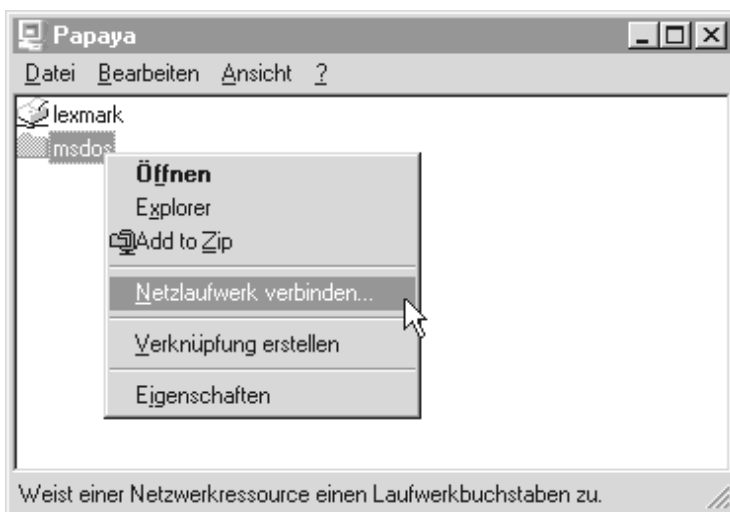 Papaya
Datei Bearbeiten Ansicht ?
lexmark
msdos
Öffnen
Explorer
Add to Zip
Netzlaufwerk verbinden...
Verknüpfung erstellen
Eigenschaften
Weist einer Netzwerkressource einen Laufwerkbuchstaben zu.